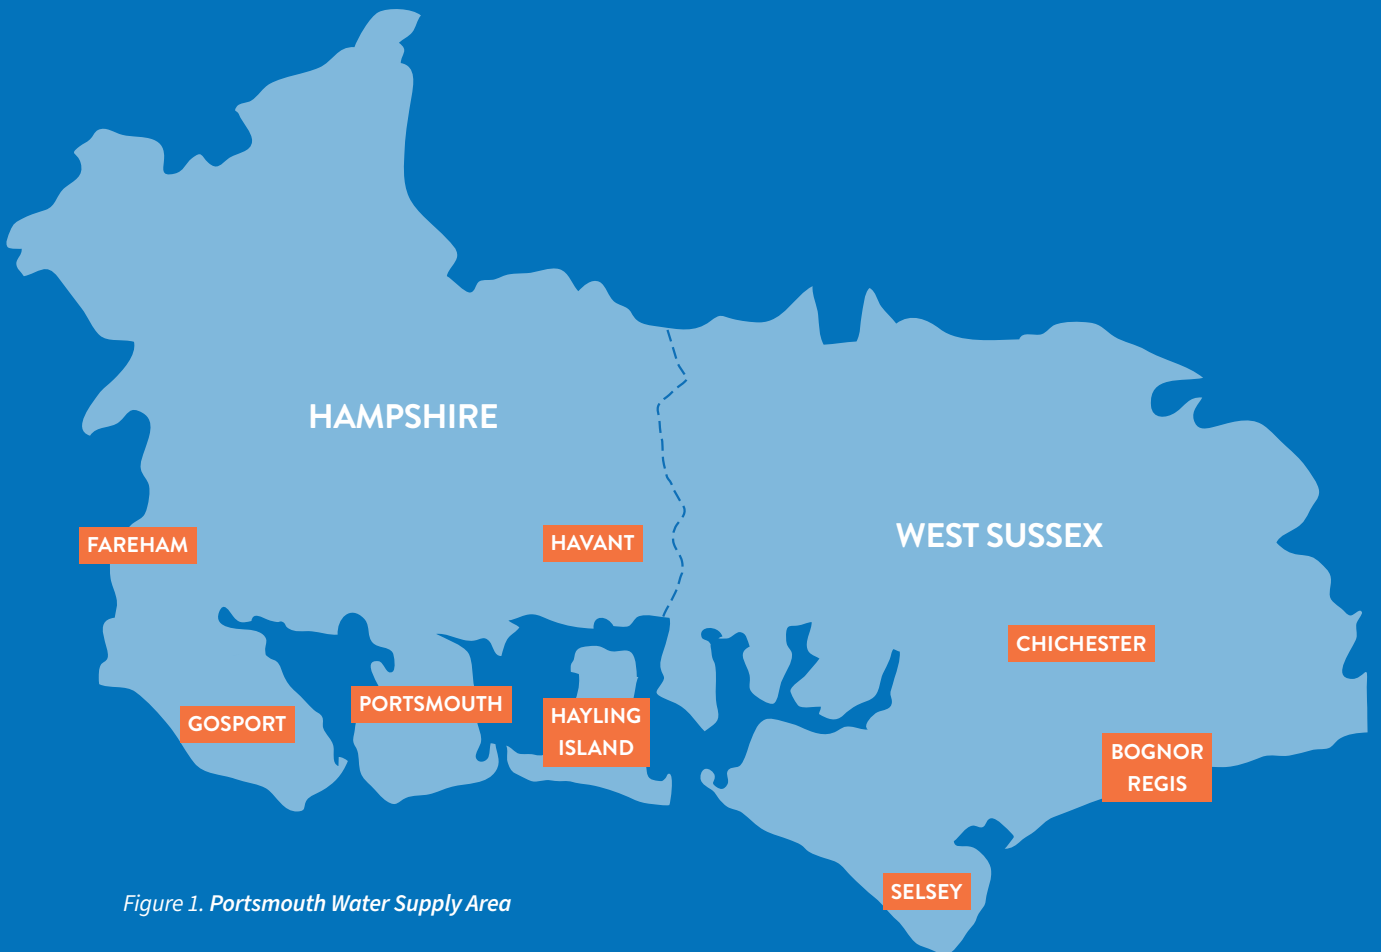 HAMPSHIRE
WEST SUSSEX
FAREHAM
HAVANT
CHICHESTER
PORTSMOUTH
GOSPORT
HAYLING
ISLAND
BOGNOR
REGIS
SELSEY
Figure 1. Portsmouth Water Supply Area